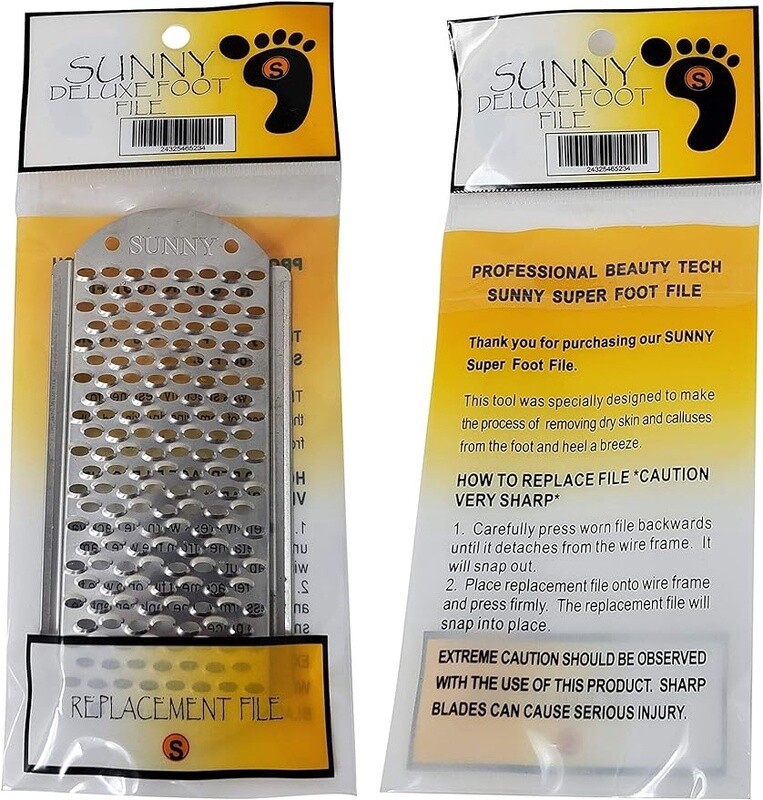 SUNNY
DELUXE FOOT
FILE
S
24325465234
SUNNY
REPLACEMENT FILE
S
SUNNY
DELUXE FOOT
FILE
S
24325465234
PROFESSIONAL BEAUTY TECH
SUNNY SUPER FOOT FILE
Thank you for purchasing our SUNNY
Super Foot File.
This tool was specially designed to make
the process of removing dry skin and calluses
from the foot and heel a breeze.
HOW TO REPLACE FILE *CAUTION
VERY SHARP*
1. Carefully press worn file backwards
until it detaches from the wire frame. It
will snap out.
2. Place replacement file onto wire frame
and press firmly. The replacement file will
snap into place.
EXTREME CAUTION SHOULD BE OBSERVED
WITH THE USE OF THIS PRODUCT. SHARP
BLADES CAN CAUSE SERIOUS INJURY.